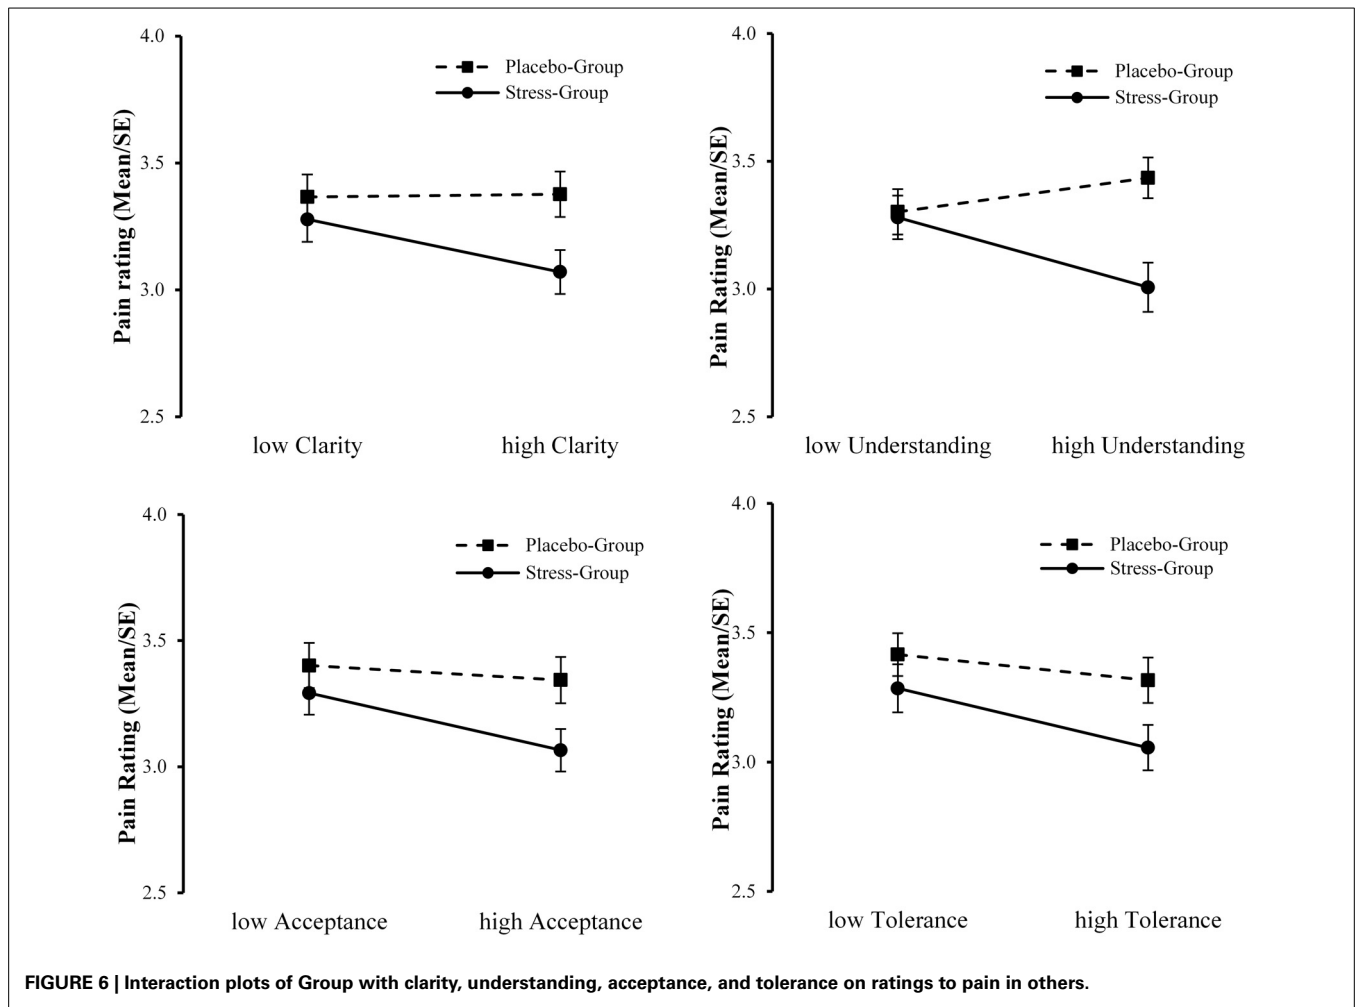 4.0
3.5
3.0
2.5
Pain rating (Mean/SE)
Placebo-Group
Stress-Group
low Clarity high Clarity
4.0
3.5
3.0
2.5
Pain Rating (Mean/SE)
Placebo-Group
Stress-Group
low Understanding high Understanding
4.0
3.5
3.0
2.5
Pain Rating (Mean/SE)
Placebo-Group
Stress-Group
low Acceptance high Acceptance
4.0
3.5
3.0
2.5
Pain Rating (Mean/SE)
Placebo-Group
Stress-Group
low Tolerance high Tolerance
FIGURE 6 | Interaction plots of Group with clarity, understanding, acceptance, and tolerance on ratings to pain in others.